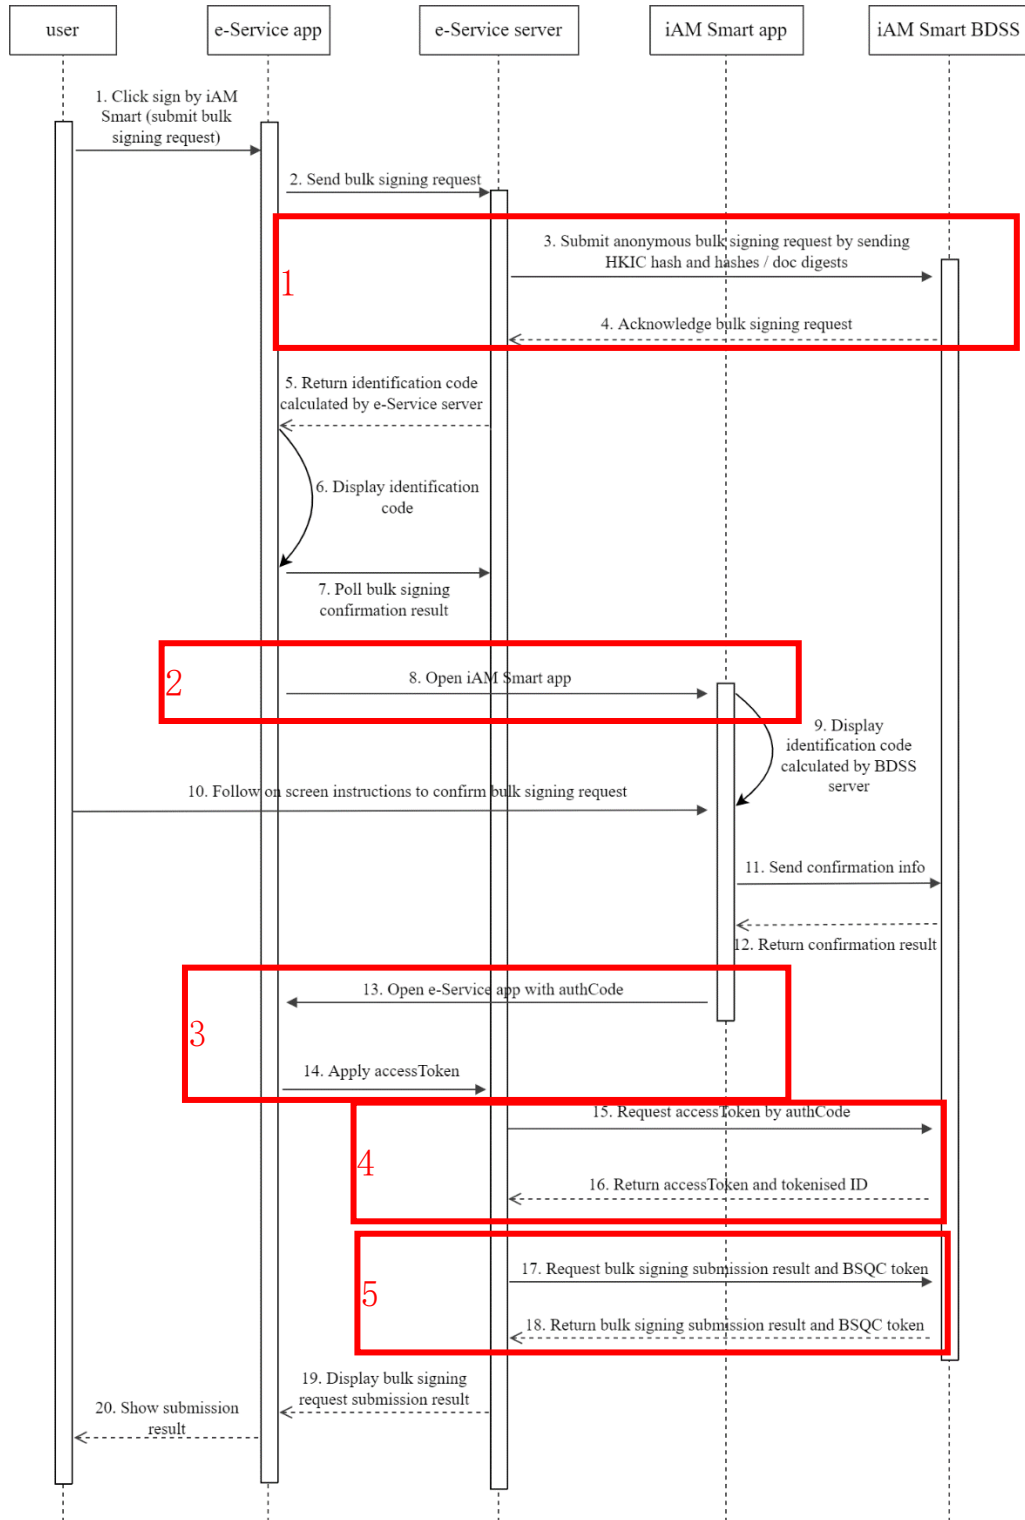 user
e-Service app
e-Service server
iAM Smart app
iAM Smart BDSS
1. Click sign by iAM
Smart (submit bulk
signing request)
2. Send bulk signing request
1
3. Submit anonymous bulk signing request by sending
HKIC hash and hashes / doc digests
4. Acknowledge bulk signing request
5. Return identification code
calculated by e-Service server
6. Display identification
code
7. Poll bulk signing
confirmation result
2
8. Open iAM Smart app
9. Display
identification code
calculated by BDSS
server
10. Follow on screen instructions to confirm bulk signing request
11. Send confirmation info
12. Return confirmation result
3
13. Open e-Service app with authCode
14. Apply accessToken
4
15. Request accessToken by authCode
16. Return accessToken and tokenised ID
5
17. Request bulk signing submission result and BSQC token
18. Return bulk signing submission result and BSQC token
19. Display bulk signing
request submission result
20. Show submission
result